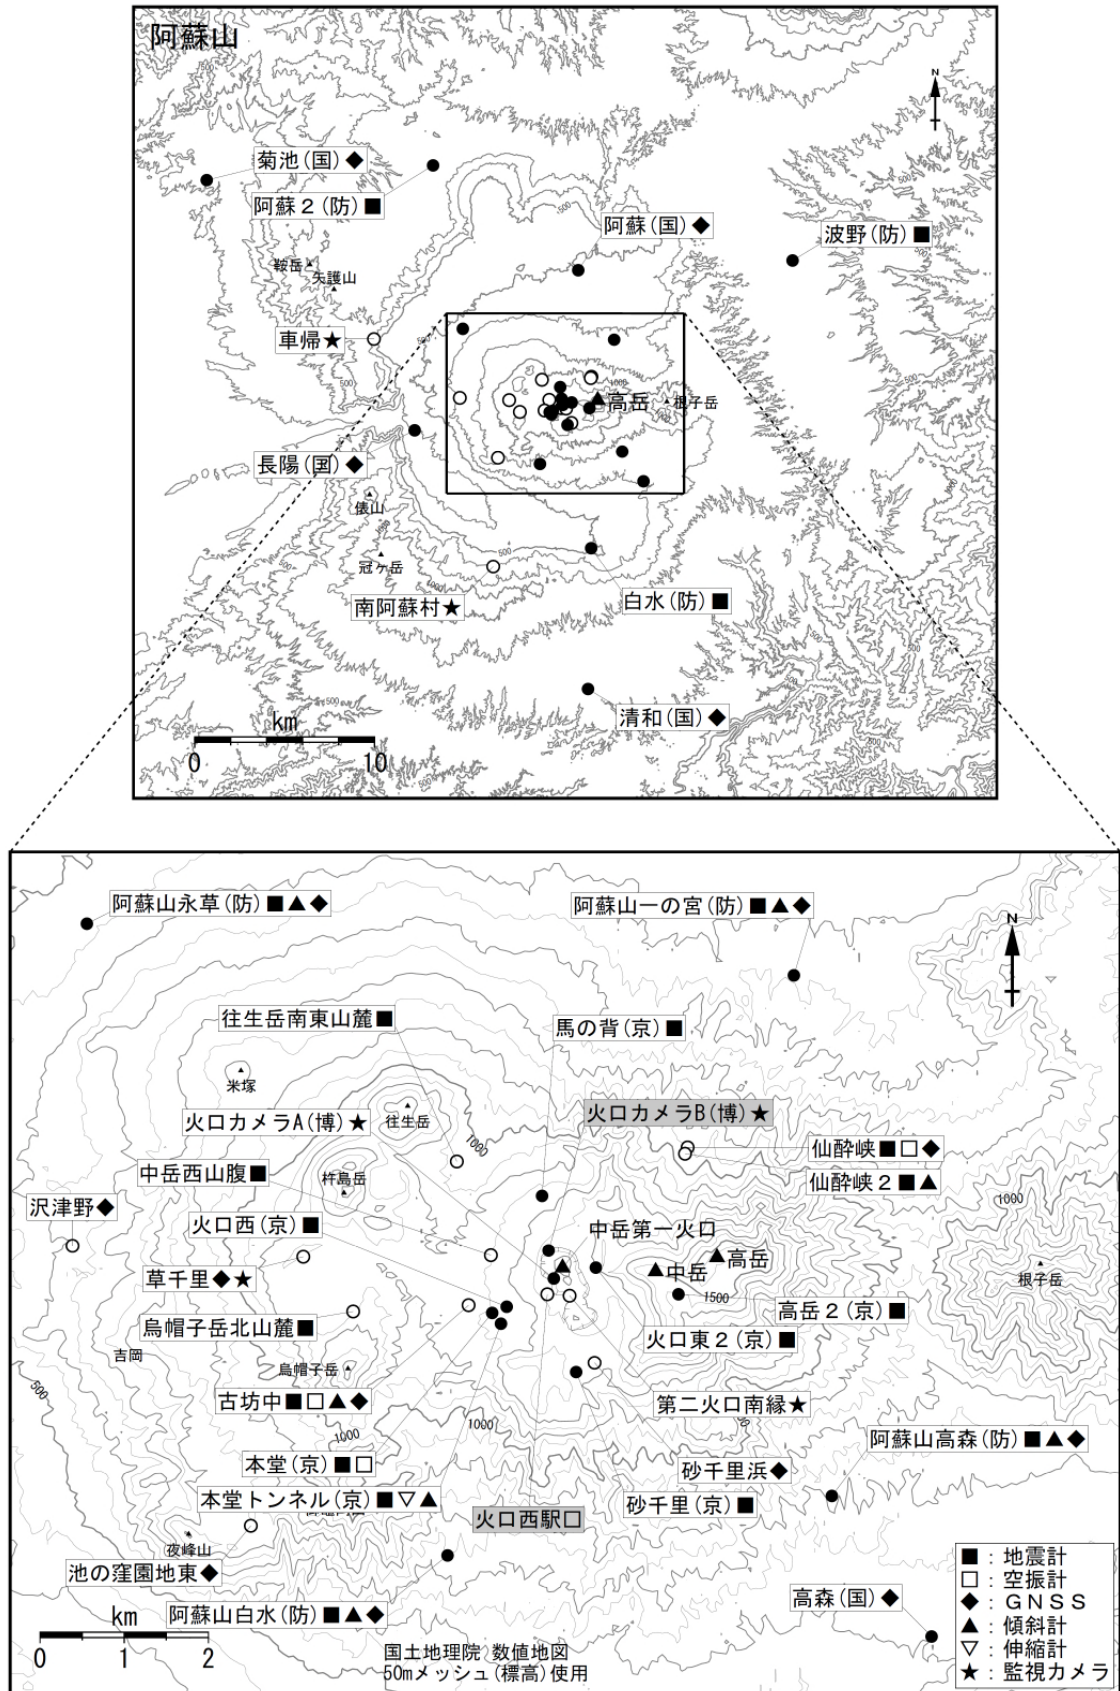 阿蘇山
N
菊池(国)◆
阿蘇2(防)■
阿蘇(国)◆
波野(防)■
鞍岳
矢護山
車帰★
500
500
500
500
1000
高岳
根子岳
長陽(国)◆
俵山
冠ヶ岳
500
1000
南阿蘇村★
白水(防)■
清和(国)◆
km
0 10
阿蘇山永草(防)■▲◆
阿蘇山一の宮(防)■▲◆
N
往生岳南東山麓■
馬の背(京)■
米塚
往生岳
火口カメラA(博)★
火口カメラB(博)★
1000
仙酔峡■□◆
中岳西山腹■
杵島岳
仙酔峡2■▲
1000
沢津野◆
火口西(京)■
中岳第一火口
高岳
中岳
根子岳
草千里◆★
1500
高岳2(京)■
烏帽子岳北山麓■
火口東2(京)■
吉岡
烏帽子岳
500
古坊中■□▲◆
第二火口南縁★
1000
1000
阿蘇山高森(防)■▲◆
本堂(京)■□
砂千里浜◆
本堂トンネル(京)■▽▲
砂千里(京)■
火口西駅□
夜峰山
池の窪園地東◆
高森(国)◆
阿蘇山白水(防)■▲◆
km
0 1 2
国土地理院 数値地図
50mメッシュ(標高)使用
■:地震計
□:空振計
◆:GNSS
▲:傾斜計
▽:伸縮計
★:監視カメラ